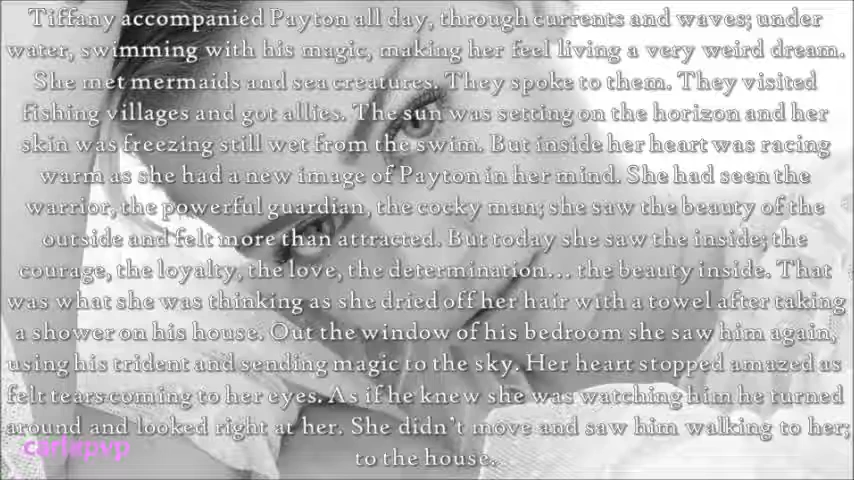 Tiffany accompanied Payton all day, through currents and waves; under
water, swimming with his magic, making her feel living a very weird dream.
She met mermaids and sea creatures. They spoke to them. They visited
fishing villages and got allies. The sun was setting on the horizon and her
skin was freezing still wet from the swim. But inside her heart was racing
warm as she had a new image of Payton in her mind. She had seen the
warrior, the powerful guardian, the cocky man; she saw the beauty of the
outside and felt more than attracted. But today she saw the inside; the
courage, the loyalty, the love, the determination... the beauty inside. That
was what she was thinking as she dried off her hair with a towel after taking
a shower on his house. Out the window of his bedroom she saw him again,
using his trident and sending magic to the sky. Her heart stopped amazed as
felt tears coming to her eyes. As if he knew she was watching him he turned
around and looked right at her. She didn't move and saw him walking to her;
to the house.
carlxpvp